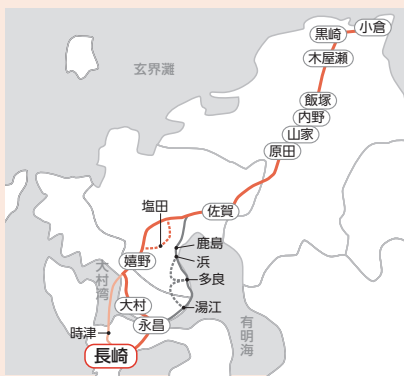 小倉
黒崎
木屋瀬
玄界灘
飯塚
内野
山家
原田
塩田
佐賀
鹿島
浜
嬉野
多良
大村湾
大村
湯江
永昌
有明海
時津
長崎